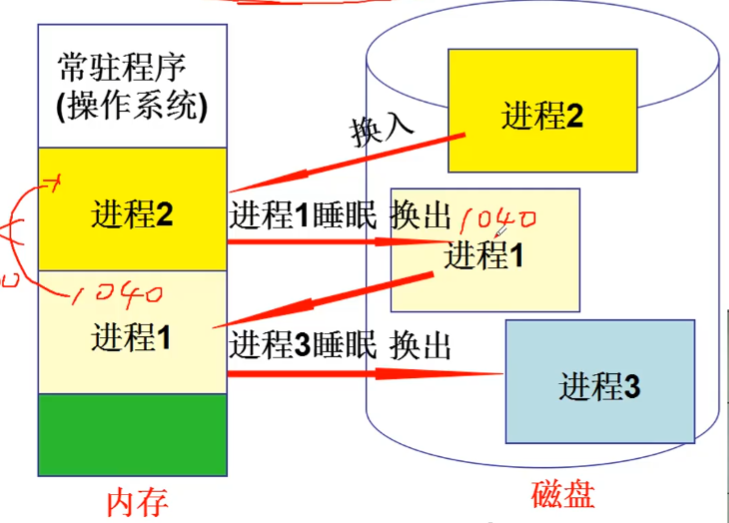 常驻程序
(操作系统)
进程2
换入
进程2
进程1睡眠 换出
1040
进程1
1040
进程1
进程3睡眠 换出
进程3
内存
磁盘